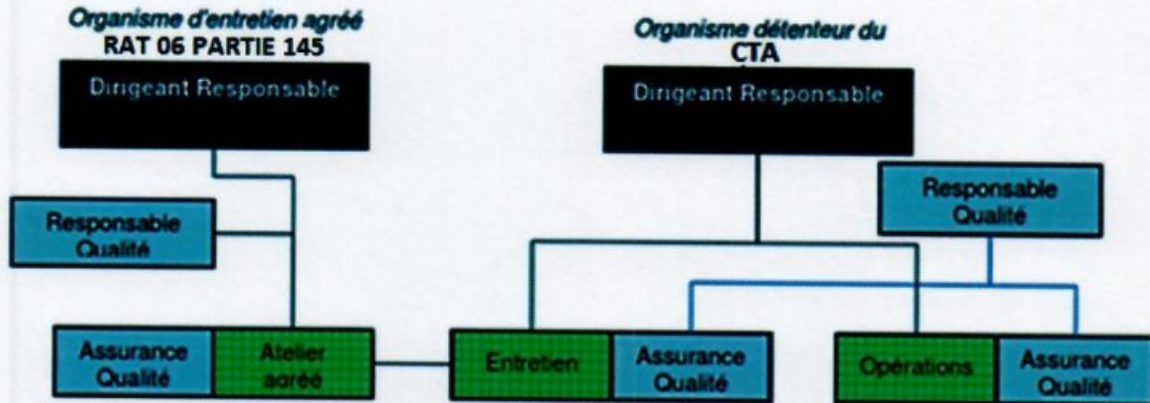 Organisme d'entretien agréé
RAT 06 PARTIE 145
Dirigeant Responsable
Responsable
Qualité
Assurance
Qualité
Atelier
agréé
Organisme détenteur du
CTA
Dirigeant Responsable
Responsable
Qualité
Entretien
Assurance
Qualité
Opérations
Assurance
Qualité